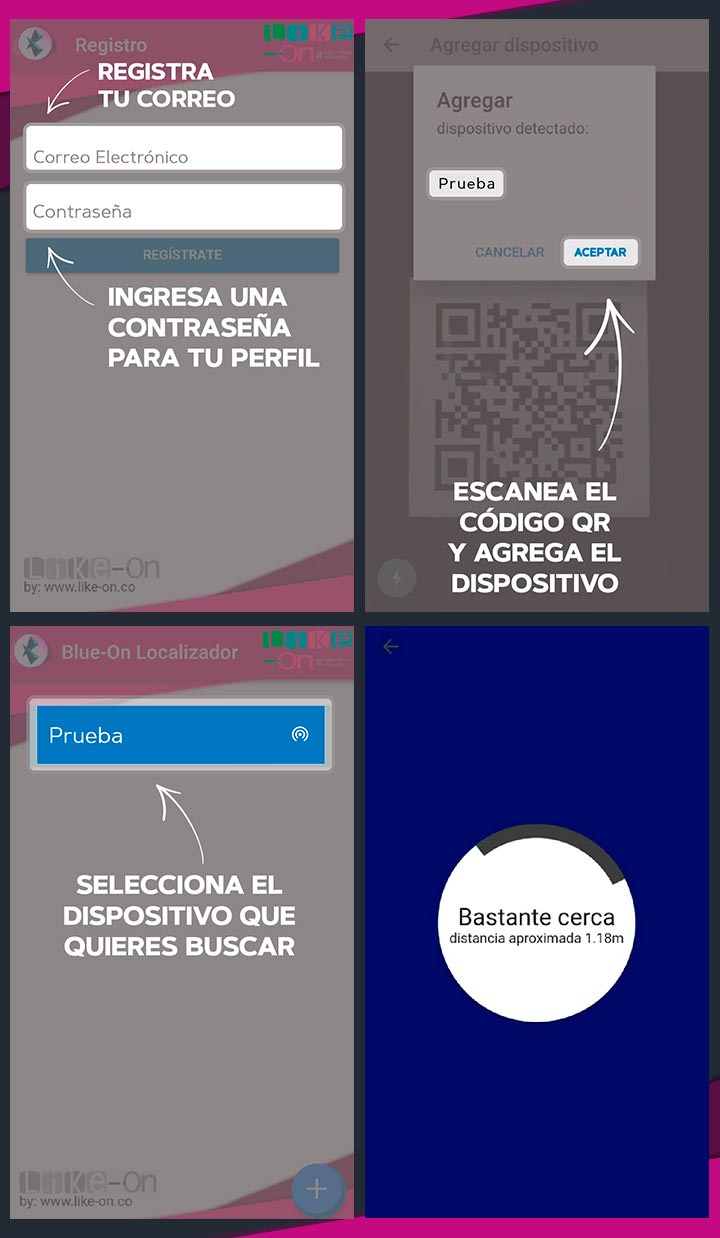 Registro
Like
-On
REGISTRA
TU CORREO
Correo Electrónico
Contraseña
REGÍSTRATE
INGRESA UNA
CONTRASEÑA
PARA TU PERFIL
Like-On
by: www.like-on.co
Agregar dispositivo
Agregar
dispositivo detectado:
Prueba
CANCELAR
ACEPTAR
ESCANEA EL
CÓDIGO QR
Y AGREGA EL
DISPOSITIVO
Blue-On Localizador
Like
-On
Prueba
SELECCIONA EL
DISPOSITIVO QUE
QUIERES BUSCAR
Like-On
by: www.like-on.co
Bastante cerca
distancia aproximada 1.18m